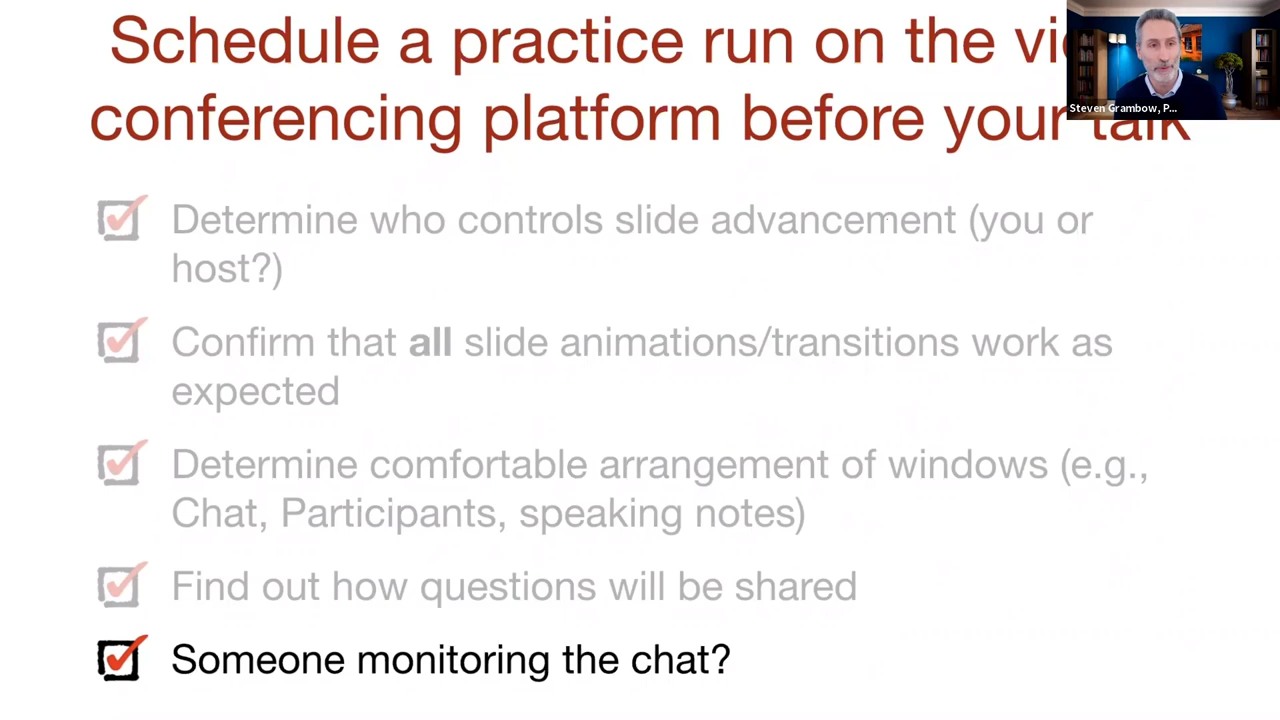 Schedule a practice run on the
conferencing platform before your talk
Steven Grambow, P...
Determine who controls slide advancement (you or
host?)
Confirm that all slide animations/transitions work as
expected
Determine comfortable arrangement of windows (e.g.,
Chat, Participants, speaking notes)
Find out how questions will be shared
Someone monitoring the chat?